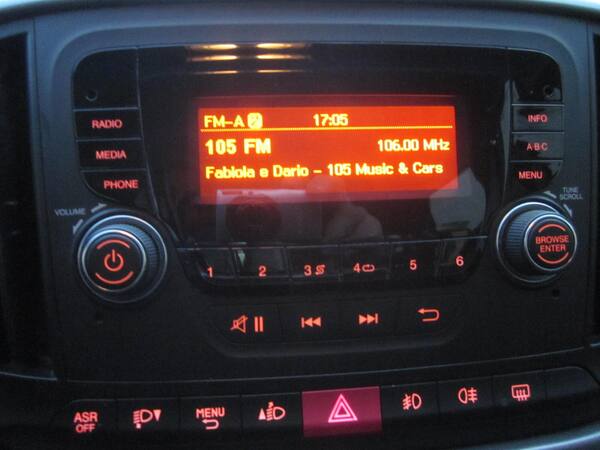 FM-A 17:05
105 FM 106.00 MHz
Fabiola e Dario - 105 Music & Cars
RADIO
MEDIA
PHONE
INFO
A·B·C
MENU
VOLUME
TUNE
SCROLL
BROWSE
ENTER
1 2 3 4 5 6
ASR
OFF
MENU